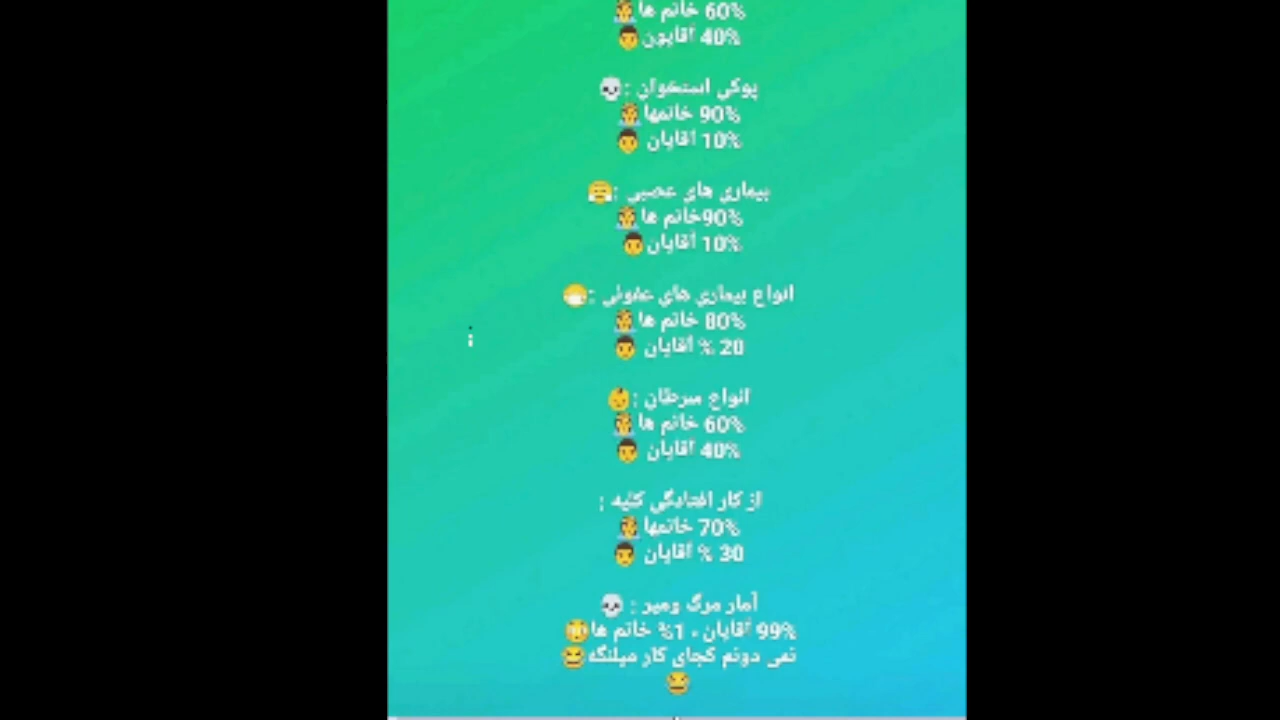 60% خانم ها👰
40% آقایون👨
پوکی استخوان :💀
90% خانمها👰
10% آقایان 👨
بیماری های عصبی :😤
90%خانم ها 👰
10% آقایان👨
انواع بیماری های عفونی :😷
80% خانم ها👰
20 % آقایان 👨
انواع سرطان :👶
60% خانم ها👰
40% آقایان 👨
از کار افتادگی کلیه :
70% خانمها👰
30 % آقایان 👨
آمار مرگ ومیر : 💀
99% آقایان - 1% خانم ها😳
نمی دونم کجای کار میلنگه😂
😂